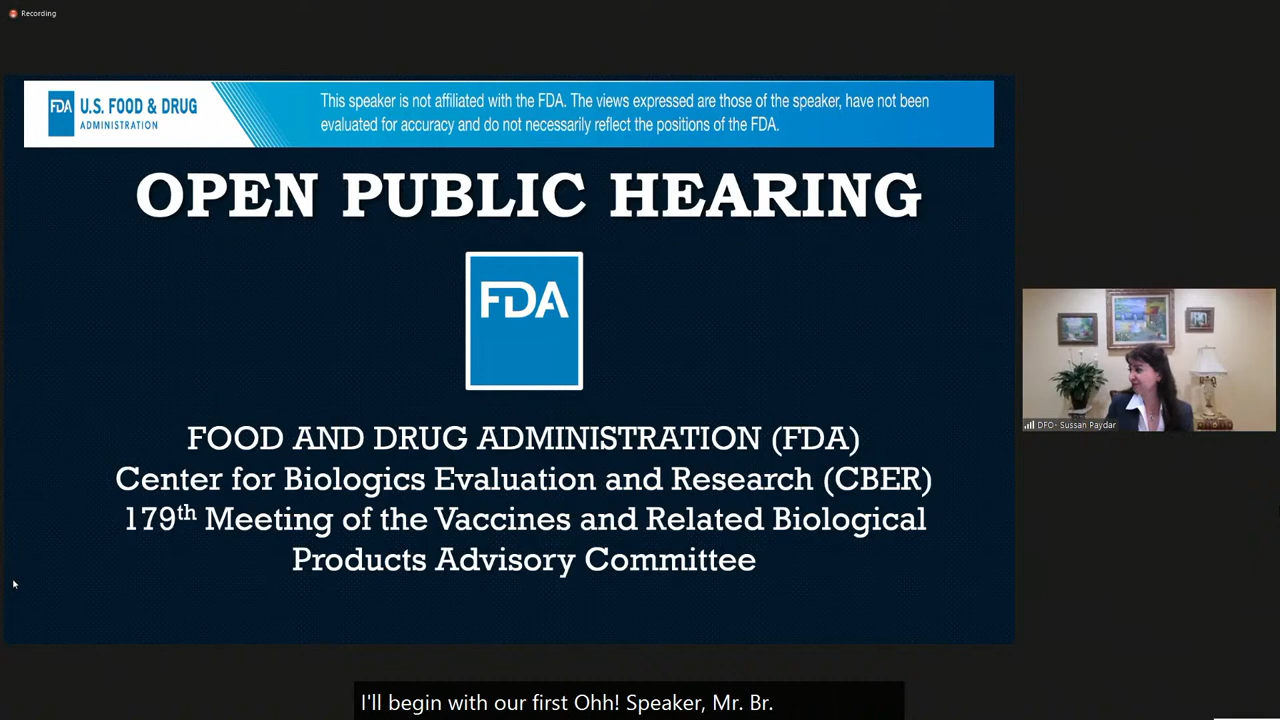 Recording
FDA U.S. FOOD & DRUG
ADMINISTRATION
This speaker is not affiliated with the FDA. The views expressed are those of the speaker, have not been
evaluated for accuracy and do not necessarily reflect the positions of the FDA.
OPEN PUBLIC HEARING
FDA
FOOD AND DRUG ADMINISTRATION (FDA)
Center for Biologics Evaluation and Research (CBER)
179th Meeting of the Vaccines and Related Biological
Products Advisory Committee
DFO- Sussan Paydar
I'll begin with our first Ohh! Speaker, Mr. Br.